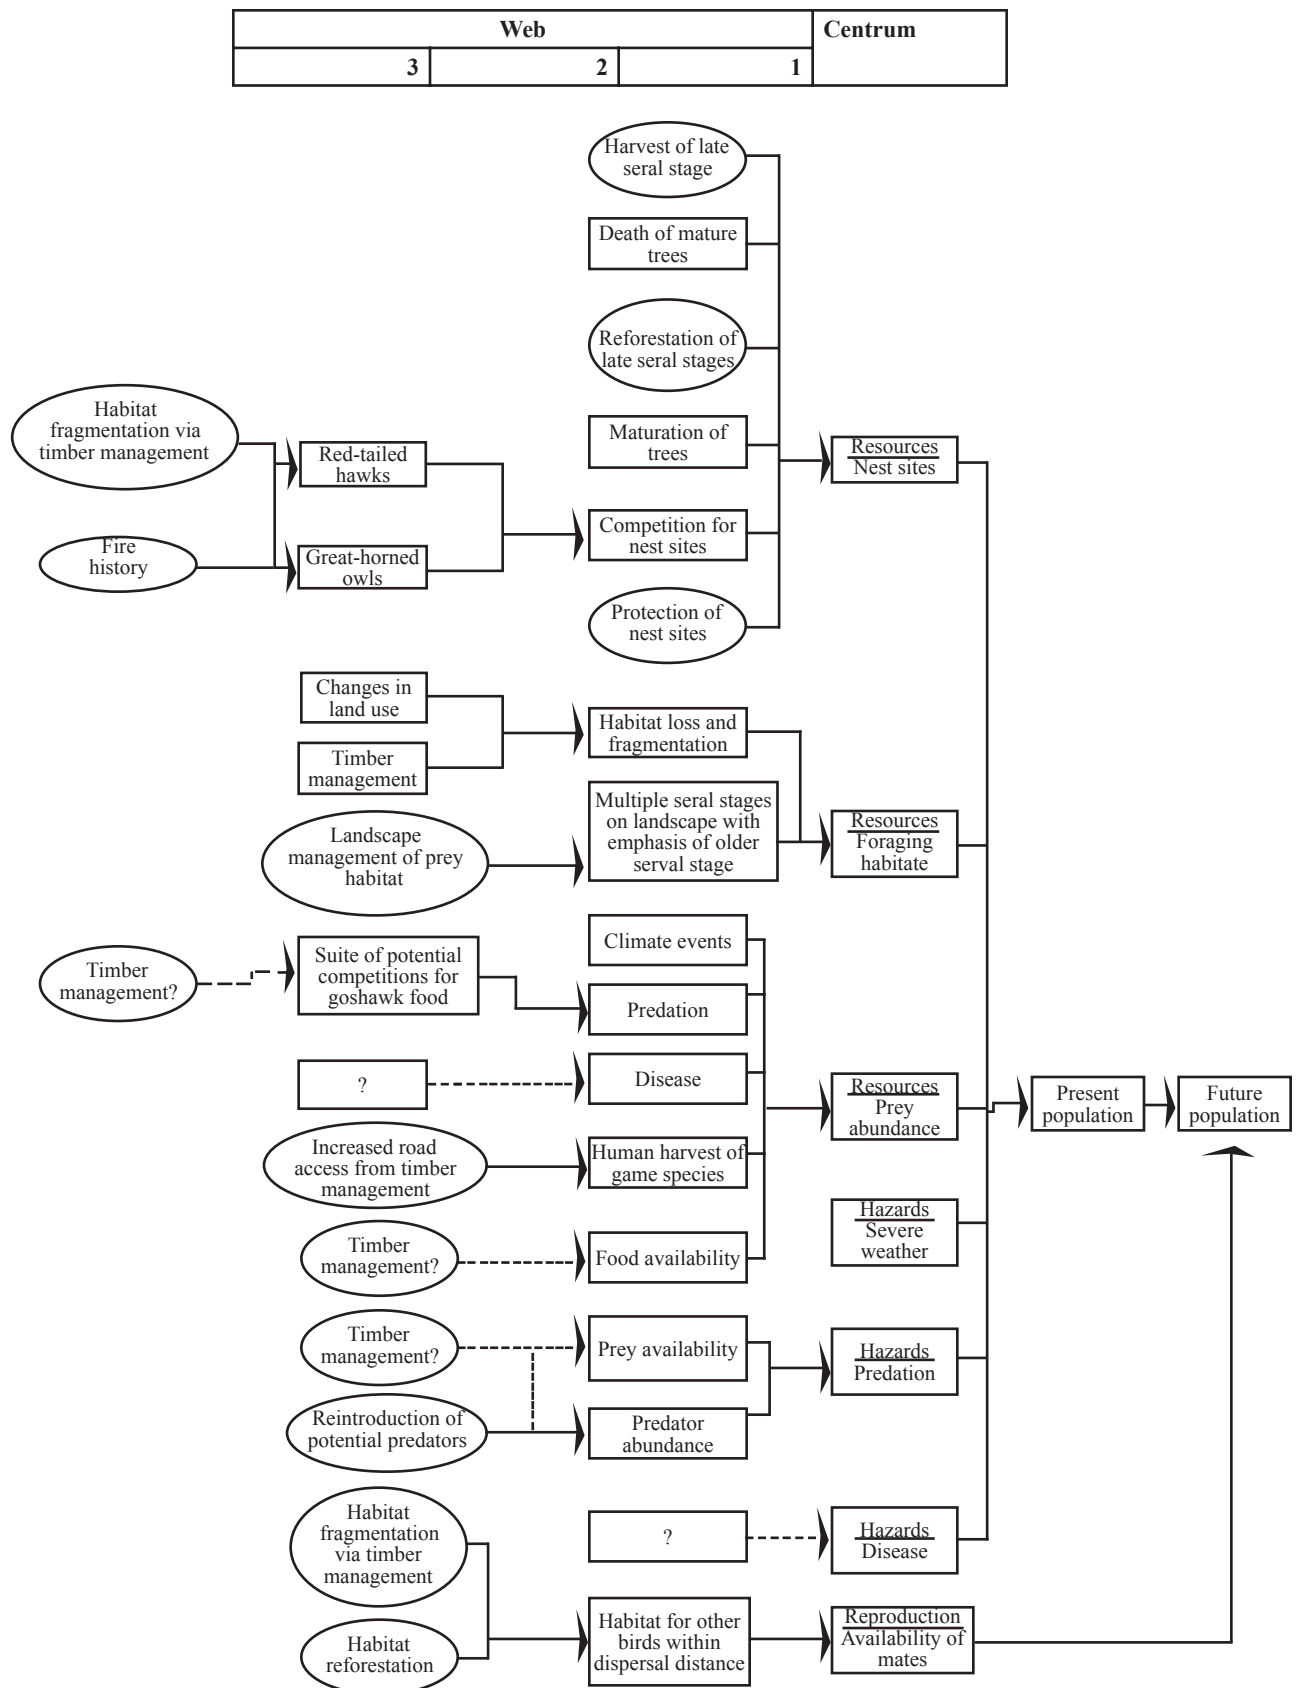 Web
Centrum
3
2
1
Harvest of late
seral stage
Death of mature
trees
Reforestation of
late seral stages
Maturation of
trees
Competition for
nest sites
Protection of
nest sites
Habitat
fragmentation via
timber management
Fire
history
Red-tailed
hawks
Great-horned
owls
Resources
Nest sites
Changes in
land use
Timber
management
Landscape
management of prey
habitat
Habitat loss and
fragmentation
Multiple seral stages
on landscape with
emphasis of older
serval stage
Resources
Foraging
habitate
Timber
management?
Suite of potential
competitions for
goshawk food
?
Increased road
access from timber
management
Timber
management?
Climate events
Predation
Disease
Human harvest of
game species
Food availability
Resources
Prey
abundance
Present
population
Future
population
Hazards
Severe
weather
Timber
management?
Reintroduction of
potential predators
Prey availability
Predator
abundance
Hazards
Predation
?
Hazards
Disease
Habitat
fragmentation
via timber
management
Habitat
reforestation
Habitat for other
birds within
dispersal distance
Reproduction
Availability of
mates